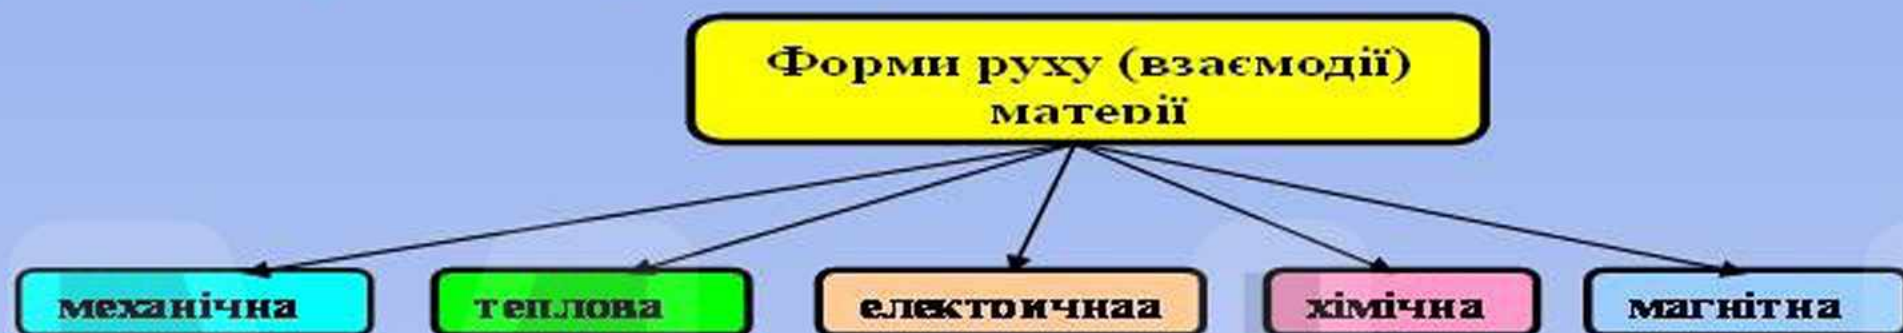 Форми руху (взаємодії)
матерії
механічна
теплова
електричнаа
хімічна
магнітна